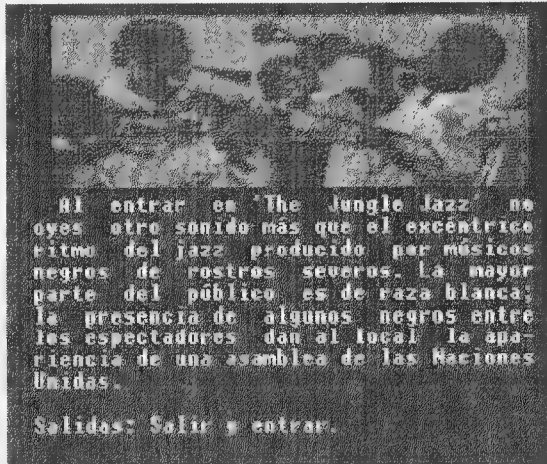 Al entrar en "The Jungle Jazz" no
oyes otro sonido más que el excéntrico
ritmo del jazz producido por músicos
negros de rostros severos. La mayor
parte del público es de raza blanca;
la presencia de algunos negros entre
los espectadores dan al local la apa-
riencia de una asamblea de las Naciones
Unidas.
Salidas: Salir y entrar.